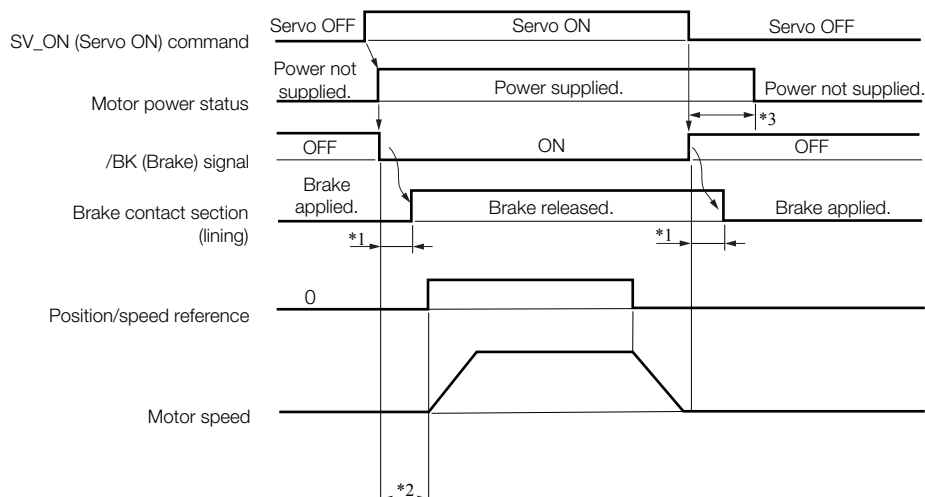 Servo OFF
Servo ON
Servo OFF
SV_ON (Servo ON) command
Power not
supplied.
Power supplied.
Power not supplied.
Motor power status
*3
OFF
ON
OFF
/BK (Brake) signal
Brake
applied.
Brake released.
Brake applied.
Brake contact section
(lining)
*1
*1
0
Position/speed reference
Motor speed
*2